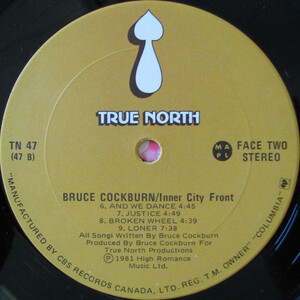 TRUE NORTH
TN 47
(47 B)
M A
P L
FACE TWO
STEREO
BRUCE COCKBURN/Inner City Front
6. AND WE DANCE 4:45
7. JUSTICE 4:49
8. BROKEN WHEEL 4:39
9. LONER 7:38
All Songs Written By Bruce Cockburn
Produced By Bruce Cockburn For
True North Productions
℗1981 High Romance
Music Ltd.
"MANUFACTURED BY CBS RECORDS CANADA, LTD. REG. T.M. OWNER" "COLUMBIA"